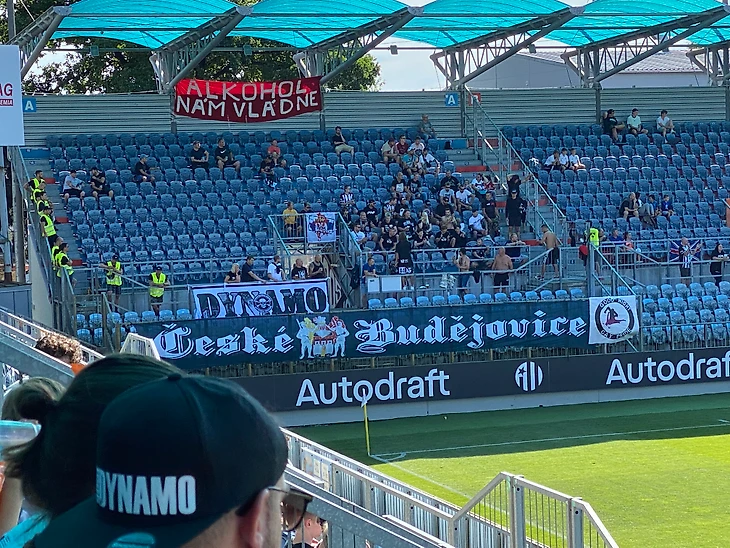 ALKOHOL
NÁM VLÁDNE
A
A
DYNAMO
České Budějovice
Autodraft
Autodraft
DYNAMO